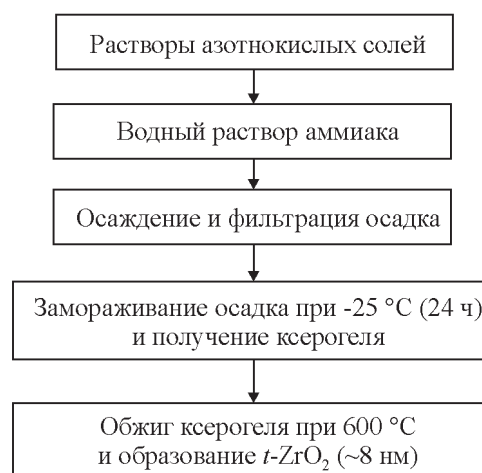 Растворы азотнокислых солей
Водный раствор аммиака
Осаждение и фильтрация осадка
Замораживание осадка при -25 °С (24 ч)
и получение ксерогеля
Обжиг ксерогеля при 600 °С
и образование t-ZrO₂ (~8 нм)